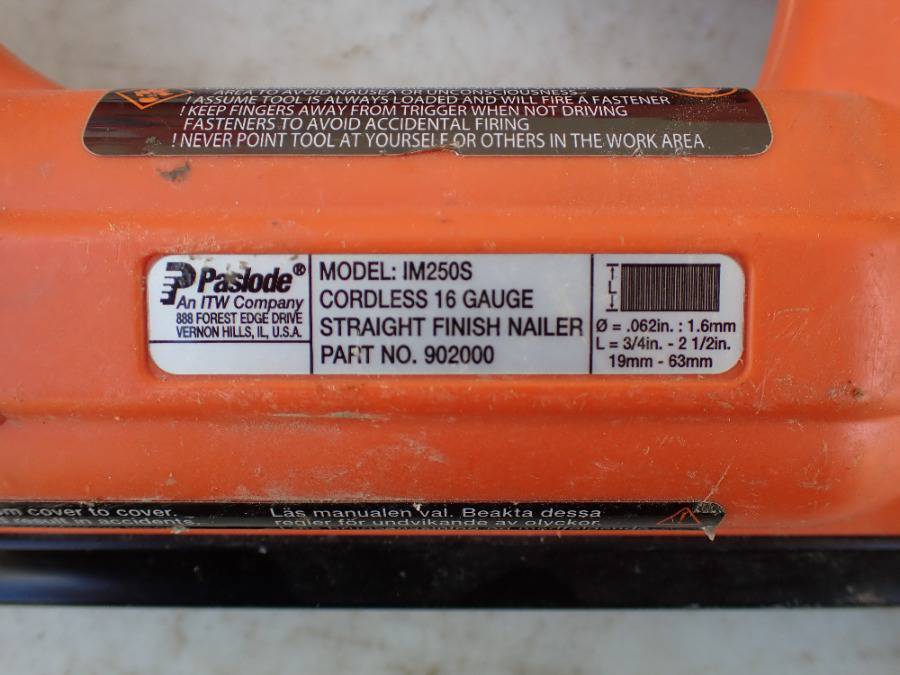 AREA TO AVOID NAUSEA OR UNCONSCIOUSNESS
! ASSUME TOOL IS ALWAYS LOADED AND WILL FIRE A FASTENER
! KEEP FINGERS AWAY FROM TRIGGER WHEN NOT DRIVING
FASTENERS TO AVOID ACCIDENTAL FIRING
! NEVER POINT TOOL AT YOURSELF OR OTHERS IN THE WORK AREA
Paslode®
An ITW Company
888 FOREST EDGE DRIVE
VERNON HILLS, IL, U.S.A.
MODEL: IM250S
CORDLESS 16 GAUGE
STRAIGHT FINISH NAILER
PART NO. 902000
L
Ø = .062in. : 1.6mm
L = 3/4in. - 2 1/2in.
19mm - 63mm
cover to cover.
in accidents.
Läs manualen val. Beakta dessa
regler för undvikande av olyckor.